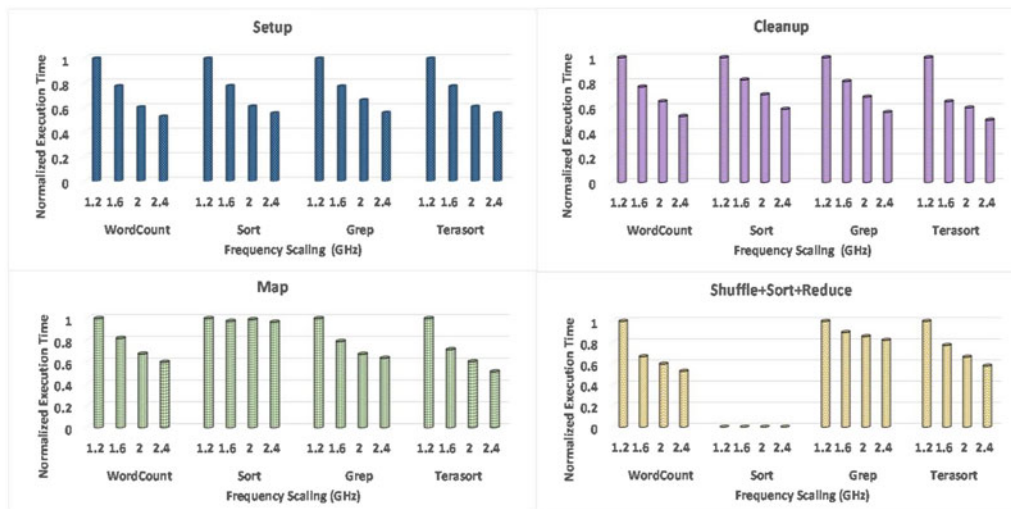 Setup
Normalized Execution Time
1
0.8
0.6
0.4
0.2
0
1.2 1.6 2 2.4 1.2 1.6 2 2.4 1.2 1.6 2 2.4 1.2 1.6 2 2.4
WordCount Sort Grep Terasort
Frequency Scaling (GHz)
Cleanup
Normalized Execution Time
1
0.8
0.6
0.4
0.2
0
1.2 1.6 2 2.4 1.2 1.6 2 2.4 1.2 1.6 2 2.4 1.2 1.6 2 2.4
WordCount Sort Grep Terasort
Frequency Scaling (GHz)
Map
Normalized Execution Time
1
0.8
0.6
0.4
0.2
0
1.2 1.6 2 2.4 1.2 1.6 2 2.4 1.2 1.6 2 2.4 1.2 1.6 2 2.4
WordCount Sort Grep Terasort
Frequency Scaling (GHz)
Shuffle+Sort+Reduce
Normalized Execution Time
1
0.8
0.6
0.4
0.2
0
1.2 1.6 2 2.4 1.2 1.6 2 2.4 1.2 1.6 2 2.4 1.2 1.6 2 2.4
WordCount Sort Grep Terasort
Frequency Scaling (GHz)